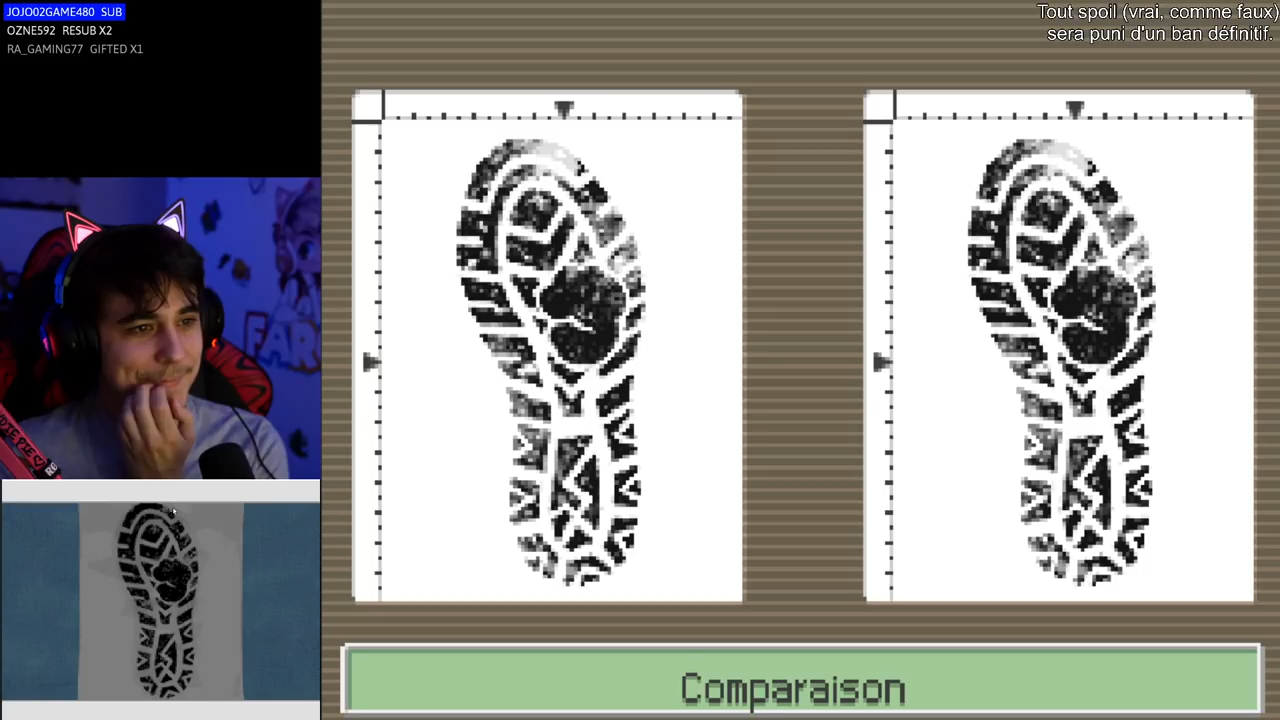 JOJO02GAME480 SUB
OZNE592 RESUB X2
RA_GAMING77 GIFTED X1
Tout spoil (vrai, comme faux)
sera puni d'un ban définitif.
Comparaison